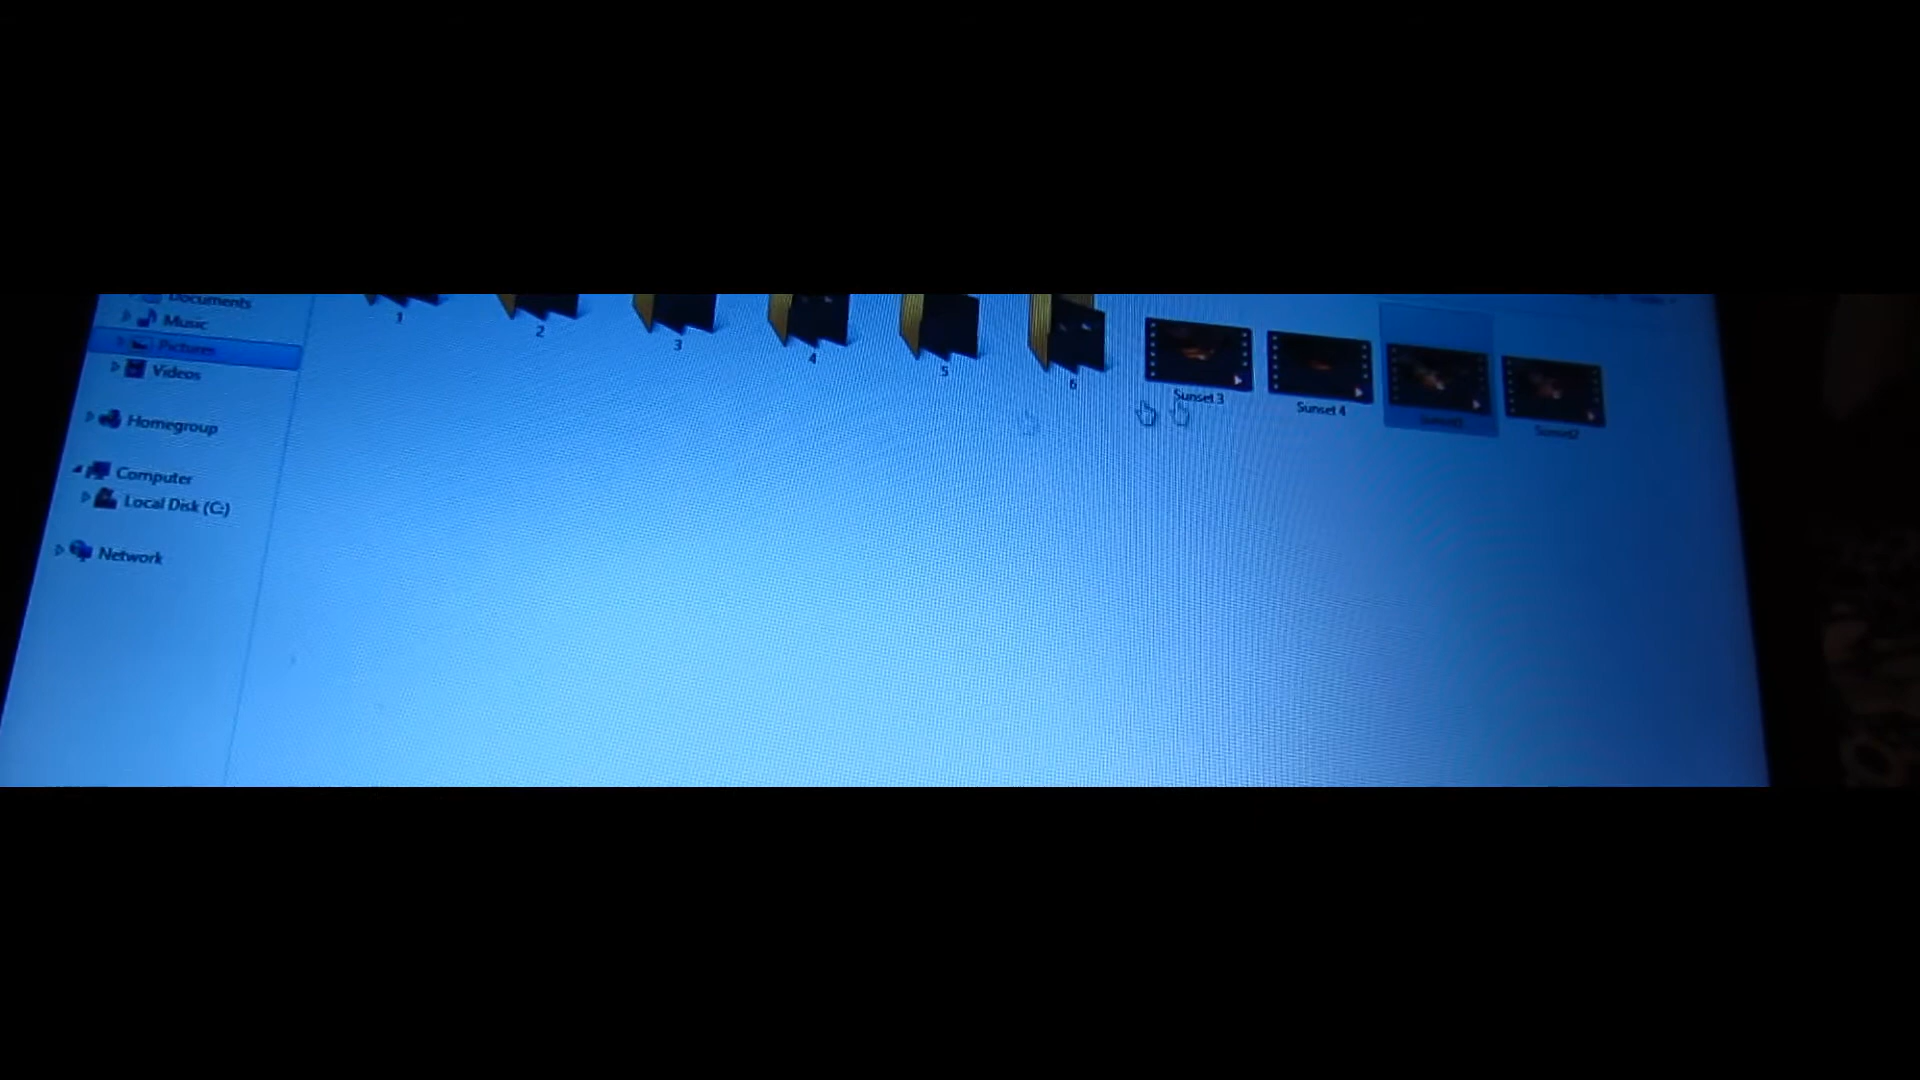 Documents
Music
Pictures
Videos
Homegroup
Computer
Local Disk (C:)
Network
1
2
3
4
5
6
Sunset 3
Sunset 4
Sunset2